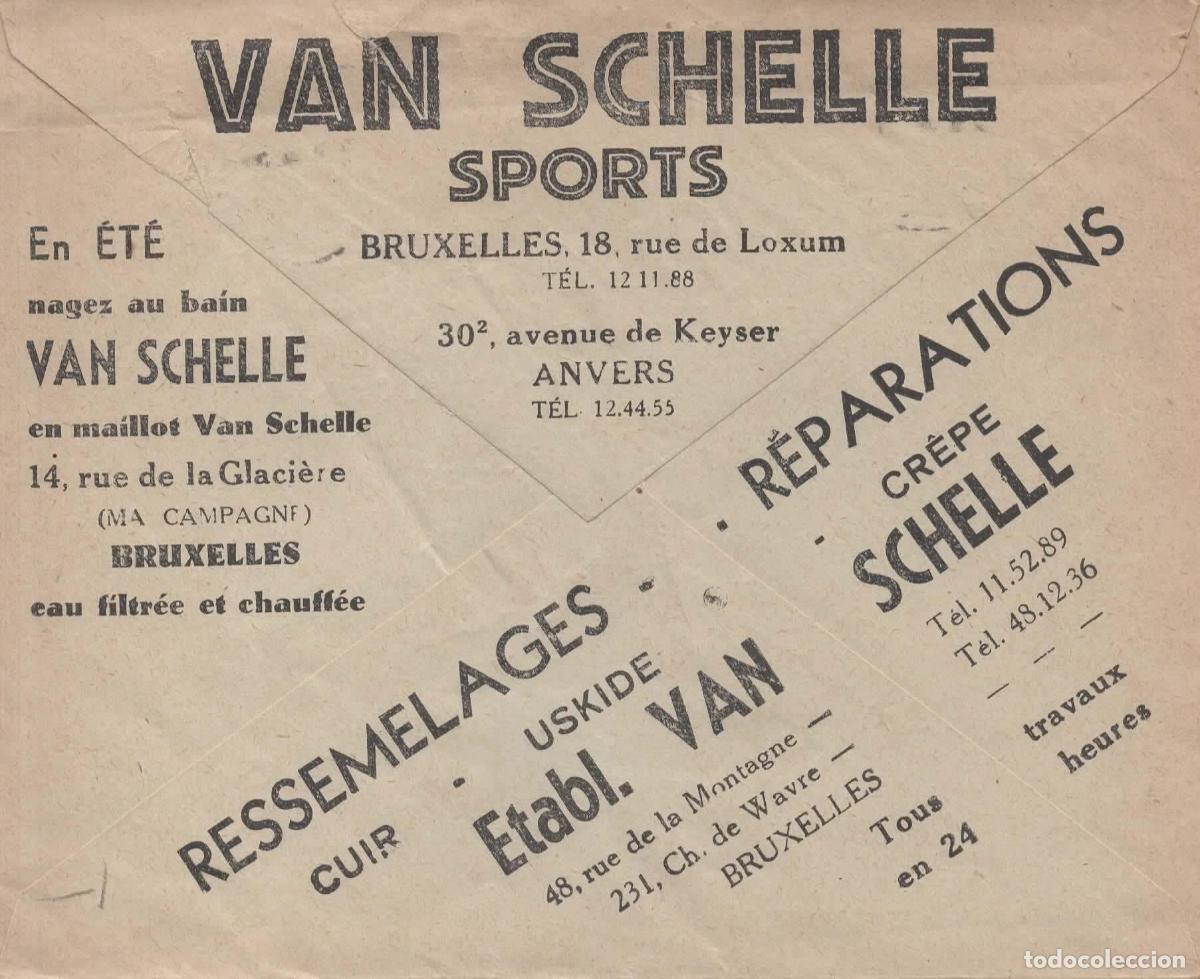 VAN SCHELLE
SPORTS
BRUXELLES, 18, rue de Loxum
TÉL. 12 11.88
30², avenue de Keyser
ANVERS
TÉL. 12.44.55
En ÉTÉ
nagez au bain
VAN SCHELLE
en maillot Van Schelle
14, rue de la Glacière
(MA CAMPAGNE)
BRUXELLES
eau filtrée et chauffée
RESSEMELAGES - - RÉPARATIONS
CUIR - USKIDE - CRÊPE
Etabl. VAN SCHELLE
48, rue de la Montagne — Tél. 11.52.89
231, Ch. de Wavre — Tél. 48.12.36
BRUXELLES — — —
Tous travaux
en 24 heures
todocoleccion